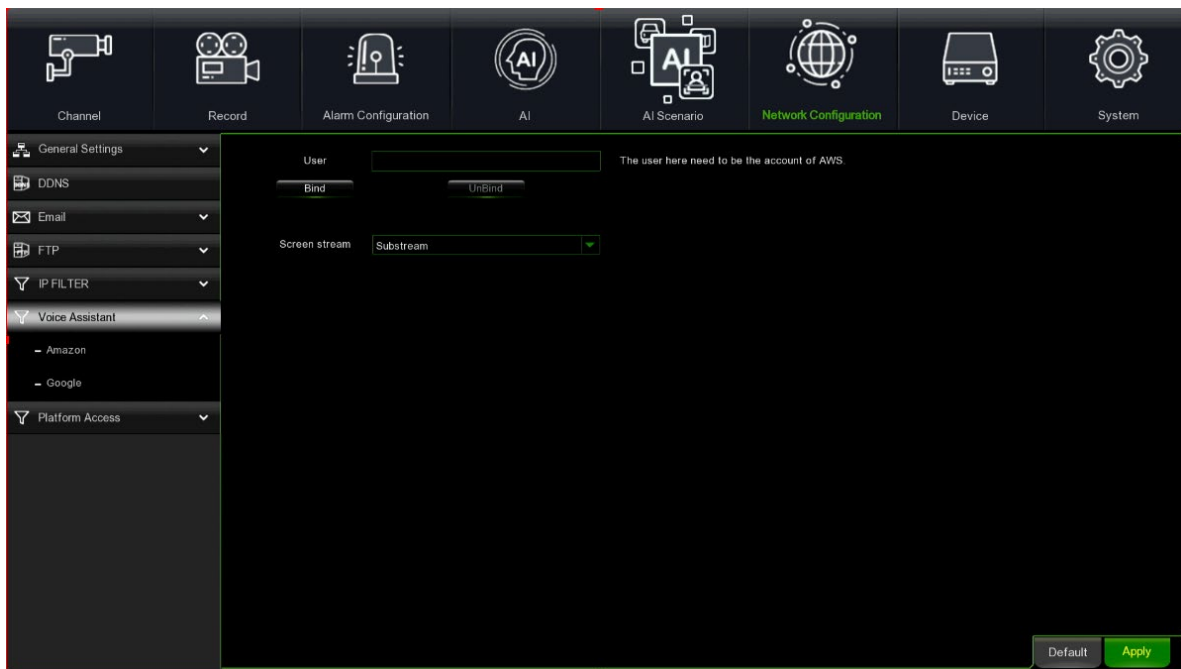 AI
AI
Channel
Record
Alarm Configuration
AI
AI Scenario
Network Configuration
Device
System
General Settings
DDNS
Email
FTP
IP FILTER
Voice Assistant
– Amazon
– Google
Platform Access
User
The user here need to be the account of AWS.
Bind
UnBind
Screen stream
Substream
Default
Apply